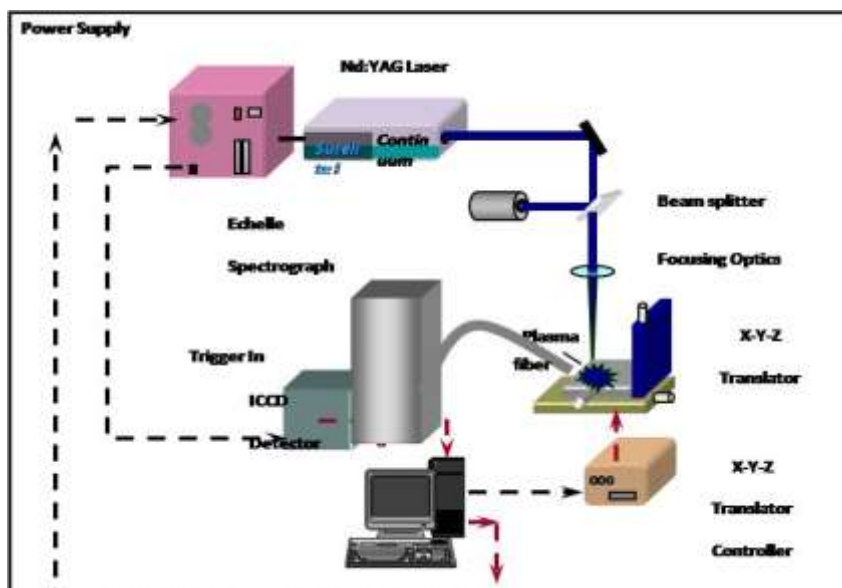 Power Supply
Nd:YAG Laser
Contin
uum
Beam splitter
Echelle
Spectrograph
Focusing Optics
Plasma
fiber
X-Y-Z
Translator
Trigger In
ICCD
Detector
X-Y-Z
Translator
Controller